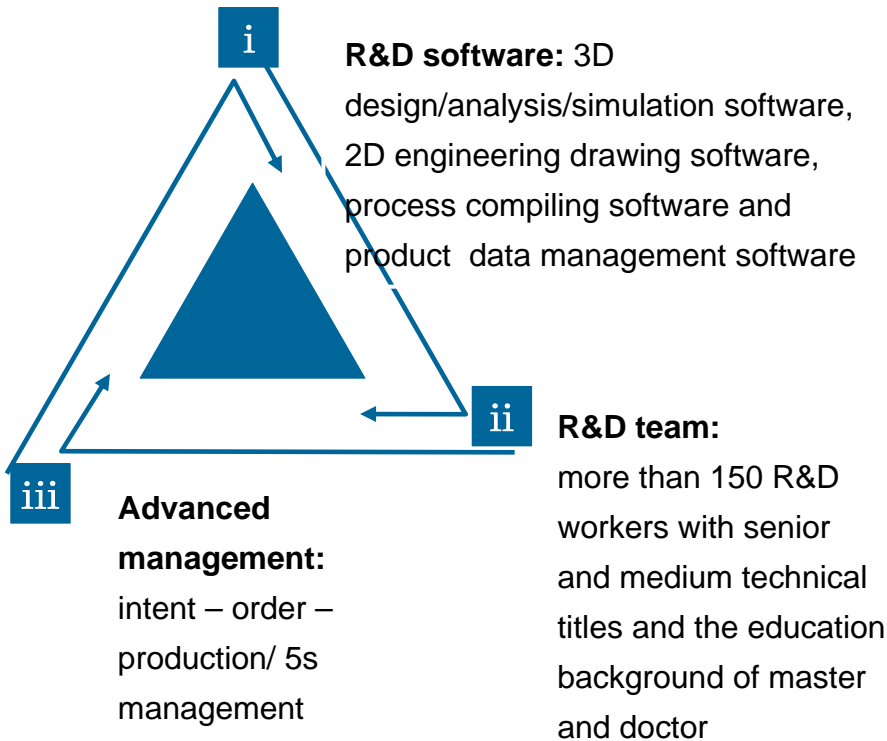 i
R&D software: 3D
design/analysis/simulation software,
2D engineering drawing software,
process compiling software and
product  data management software
ii
R&D team:
more than 150 R&D
workers with senior
and medium technical
titles and the education
background of master
and doctor
iii
Advanced
management:
intent – order –
production/ 5s
management